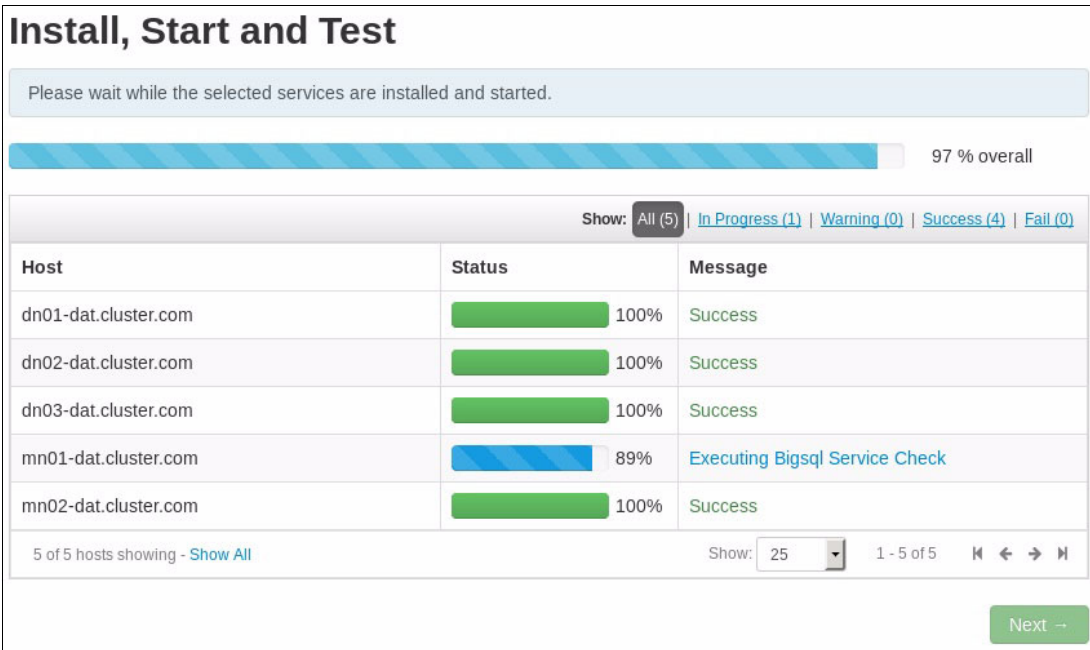 Install, Start and Test
Please wait while the selected services are installed and started.
97 % overall
Show: All (5) | In Progress (1) | Warning (0) | Success (4) | Fail (0)
Host Status Message
dn01-dat.cluster.com 100% Success
dn02-dat.cluster.com 100% Success
dn03-dat.cluster.com 100% Success
mn01-dat.cluster.com 89% Executing Bigsql Service Check
mn02-dat.cluster.com 100% Success
5 of 5 hosts showing - Show All Show: 25 1 - 5 of 5
Next →